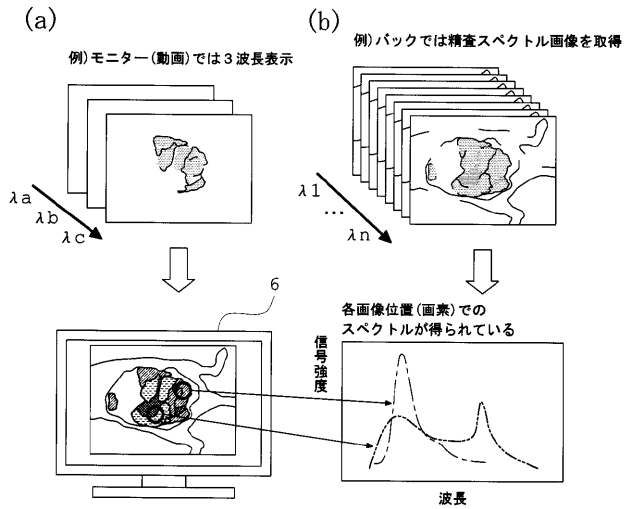 (a)
例)モニター(動画)では3波長表示
λa
λb
λc
6
(b)
例)バックでは精査スペクトル画像を取得
λ1
...
λn
各画像位置(画素)での
スペクトルが得られている
信号強度
波長